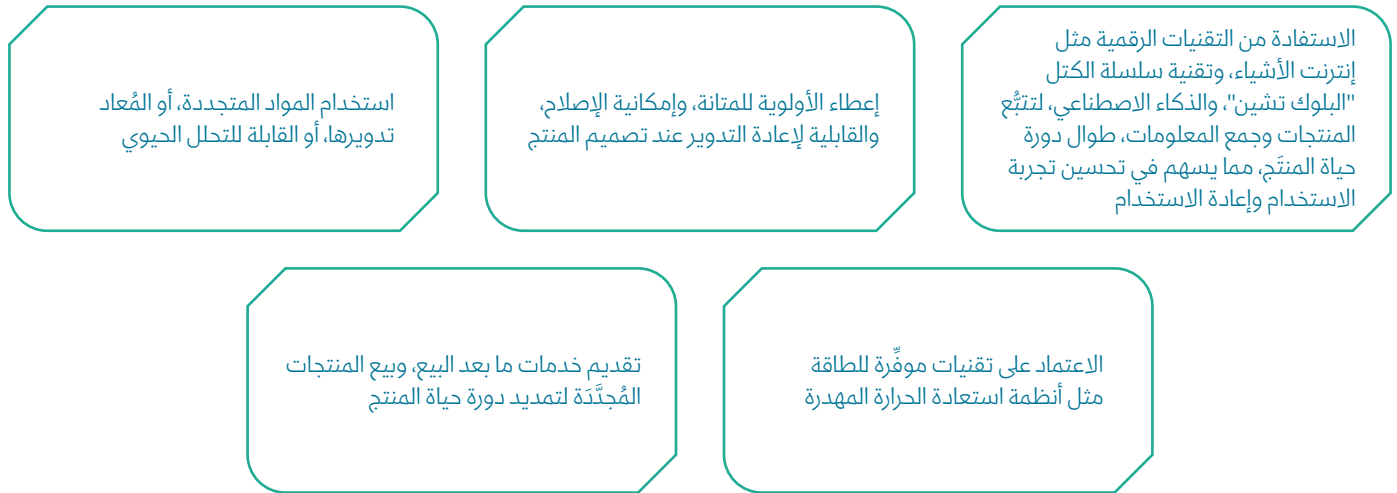 الاستفادة من التقنيات الرقمية مثل
إنترنت الأشياء، وتقنية سلسلة الكتل
"البلوك تشين"، والذكاء الاصطناعي، لتتبُّع
المنتجات وجمع المعلومات، طوال دورة
حياة المنتَج، مما يسهم في تحسين تجربة
الاستخدام وإعادة الاستخدام
إعطاء الأولوية للمتانة، وإمكانية الإصلاح،
والقابلية لإعادة التدوير عند تصميم المنتج
استخدام المواد المتجددة، أو المُعاد
تدويرها، أو القابلة للتحلل الحيوي
الاعتماد على تقنيات موفِّرة للطاقة
مثل أنظمة استعادة الحرارة المهدرة
تقديم خدمات ما بعد البيع، وبيع المنتجات
المُجدَّدَة لتمديد دورة حياة المنتج